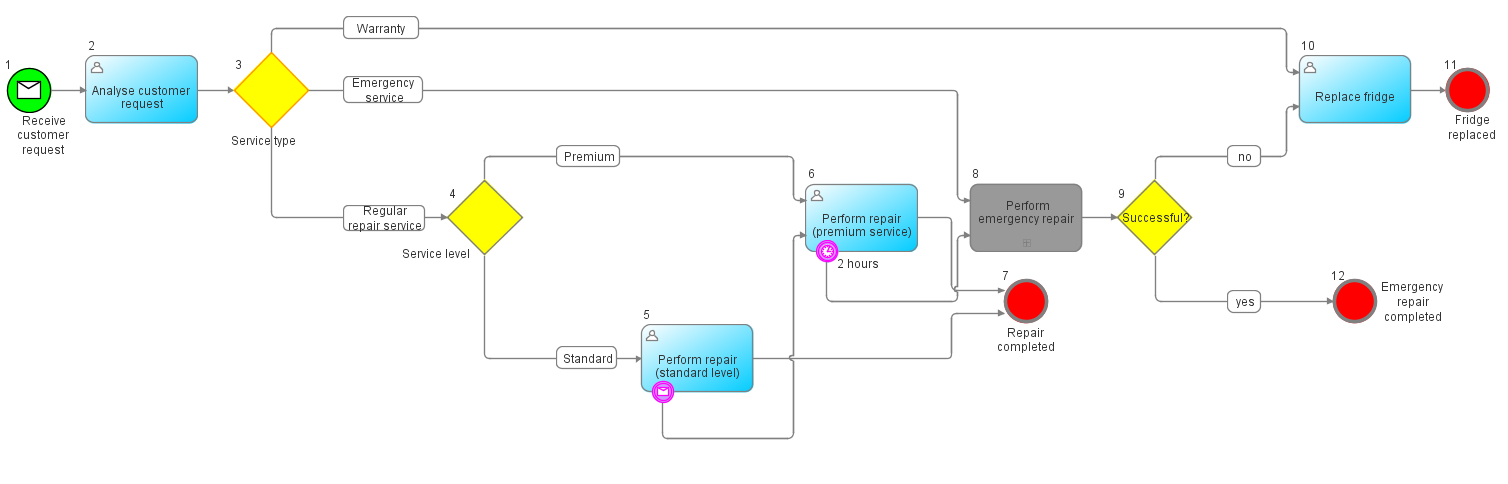 1
Receive
customer
request
2
Analyse customer
request
3
Service type
Warranty
Emergency
service
Regular
repair service
4
Service level
Premium
Standard
5
Perform repair
(standard level)
6
Perform repair
(premium service)
2 hours
7
Repair
completed
8
Perform
emergency repair
9
Successful?
no
yes
10
Replace fridge
11
Fridge
replaced
12
Emergency
repair
completed